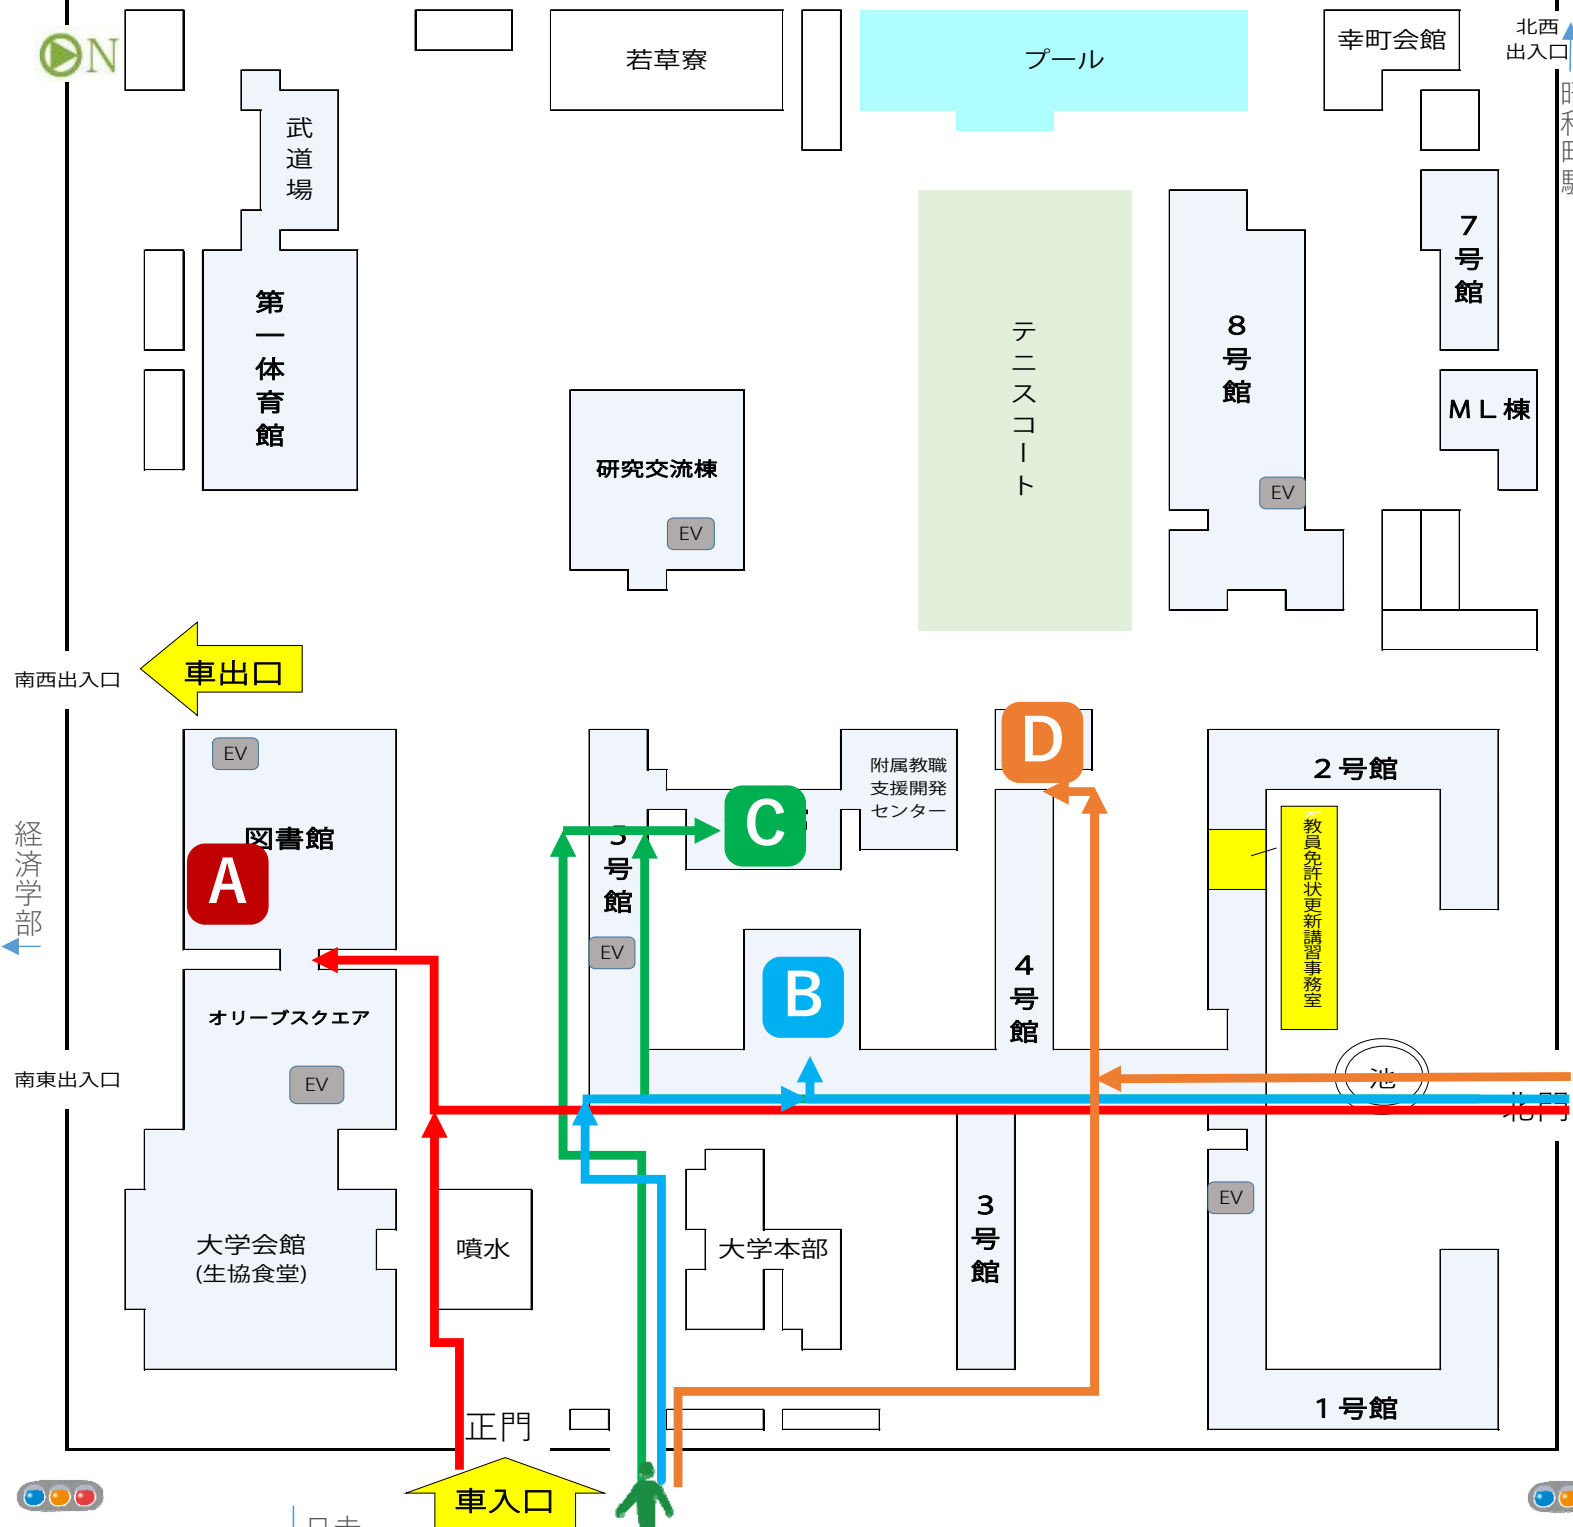 N
若草寮
プール
幸町会館
北西
出入口
武道場
7号館
第一体育館
8号館
テニスコート
ML棟
研究交流棟
EV
EV
南西出入口
車出口
EV
D
附属教職
支援開発
センター
2号館
図書館
C
5号館
教員免許状更新講習事務室
経済学部
A
EV
B
4号館
オリーブスクエア
南東出入口
EV
池
北門
EV
3号館
大学会館
(生協食堂)
噴水
大学本部
1号館
正門
車入口